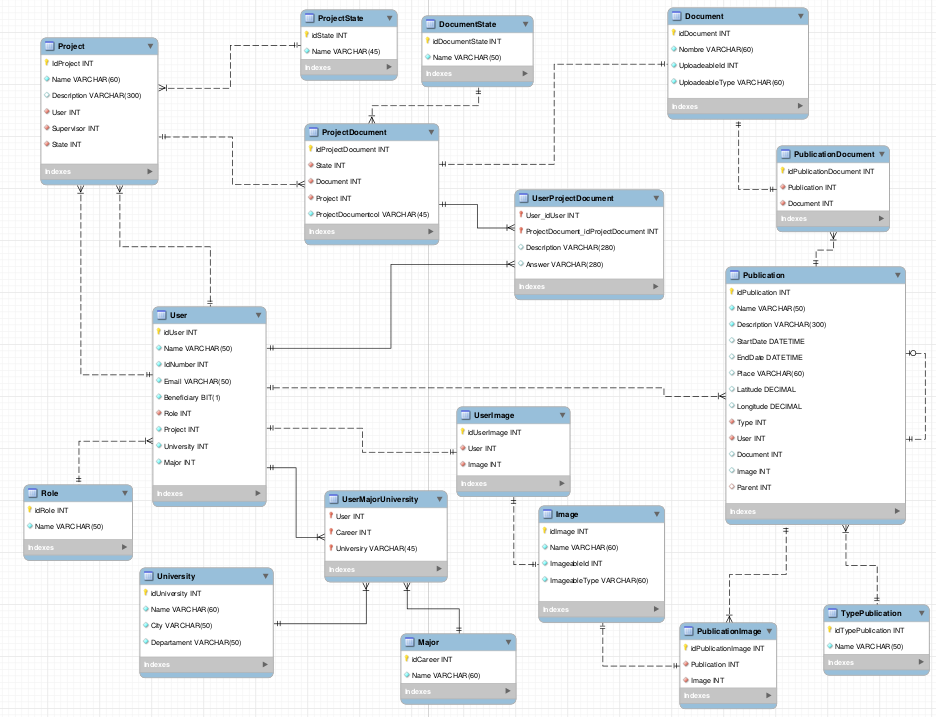 ProjectState
idState INT
Name VARCHAR(45)
Indexes
DocumentState
idDocumentState INT
Name VARCHAR(50)
Indexes
Document
idDocument INT
Nombre VARCHAR(60)
UploadeableId INT
UploadeableType VARCHAR(60)
Indexes
Project
idProject INT
Name VARCHAR(60)
Description VARCHAR(300)
User INT
Supervisor INT
State INT
Indexes
ProjectDocument
idProjectDocument INT
State INT
Document INT
Project INT
ProjectDocumentcol VARCHAR(45)
Indexes
PublicationDocument
idPublicationDocument INT
Publication INT
Document INT
Indexes
UserProjectDocument
User_idUser INT
ProjectDocument_idProjectDocument INT
Description VARCHAR(280)
Answer VARCHAR(280)
Indexes
Publication
idPublication INT
Name VARCHAR(50)
Description VARCHAR(300)
StartDate DATETIME
EndDate DATETIME
Place VARCHAR(60)
Latitude DECIMAL
Longitude DECIMAL
Type INT
User INT
Document INT
Image INT
Parent INT
Indexes
User
idUser INT
Name VARCHAR(50)
IdNumber INT
Email VARCHAR(50)
Beneficiary BIT(1)
Role INT
Project INT
University INT
Major INT
Indexes
UserImage
idUserImage INT
User INT
Image INT
Indexes
Role
idRole INT
Name VARCHAR(50)
Indexes
UserMajorUniversity
User INT
Career INT
Universiry VARCHAR(45)
Indexes
Image
idImage INT
Name VARCHAR(60)
ImageableId INT
ImageableType VARCHAR(60)
Indexes
University
idUniversity INT
Name VARCHAR(60)
City VARCHAR(50)
Departament VARCHAR(50)
Indexes
Major
idCareer INT
Name VARCHAR(60)
Indexes
PublicationImage
idPublicationImage INT
Publication INT
Image INT
Indexes
TypePublication
idTypePublication INT
Name VARCHAR(50)
Indexes